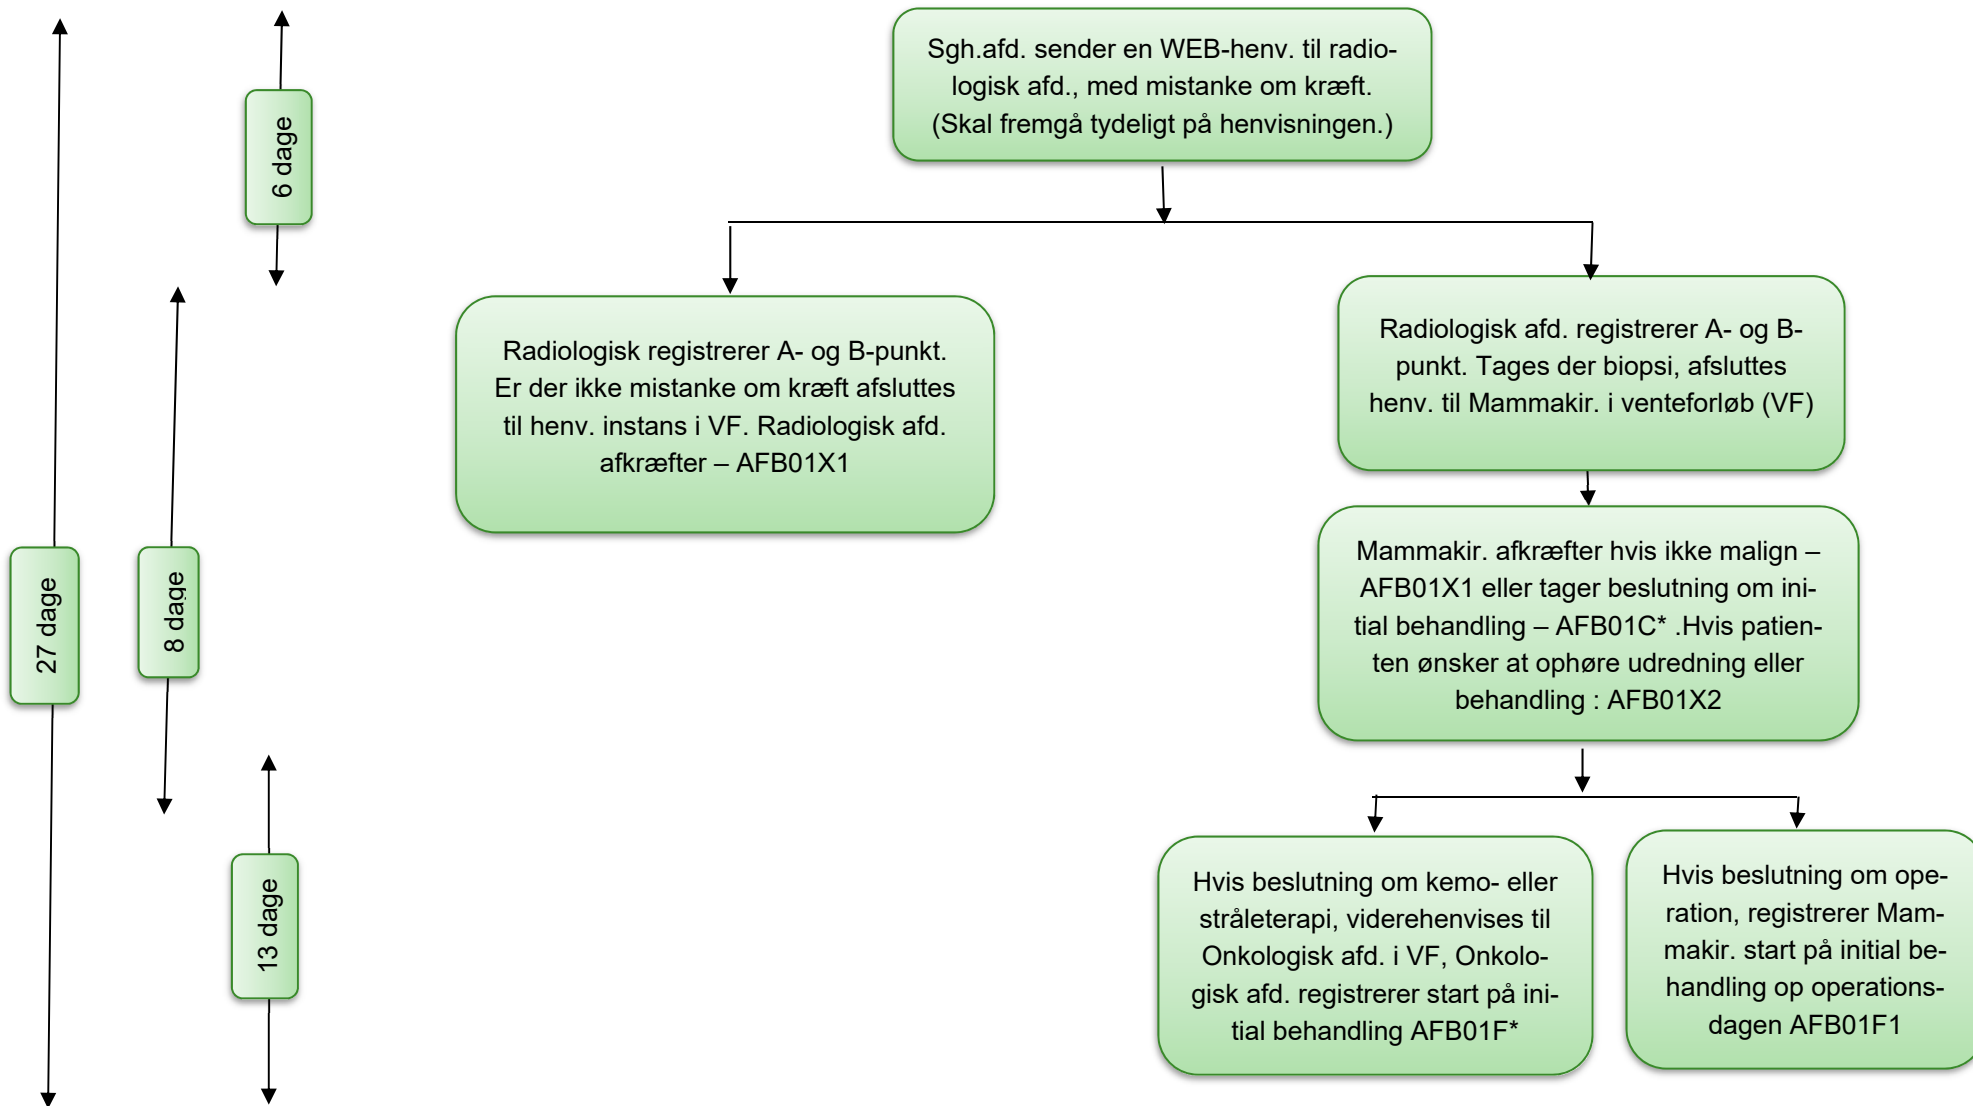 Sgh.afd. sender en WEB-henv. til radio-
logisk afd., med mistanke om kræft.
(Skal fremgå tydeligt på henvisningen.)
6 dage
Radiologisk registrerer A- og B-punkt.
Er der ikke mistanke om kræft afsluttes
til henv. instans i VF. Radiologisk afd.
afkræfter – AFB01X1
Radiologisk afd. registrerer A- og B-
punkt. Tages der biopsi, afsluttes
henv. til Mammakir. i venteforløb (VF)
27 dage
8 dage
Mammakir. afkræfter hvis ikke malign –
AFB01X1 eller tager beslutning om ini-
tial behandling – AFB01C* .Hvis patien-
ten ønsker at ophøre udredning eller
behandling : AFB01X2
13 dage
Hvis beslutning om kemo- eller
stråleterapi, viderehenvises til
Onkologisk afd. i VF, Onkolo-
gisk afd. registrerer start på ini-
tial behandling AFB01F*
Hvis beslutning om ope-
ration, registrerer Mam-
makir. start på initial be-
handling op operations-
dagen AFB01F1